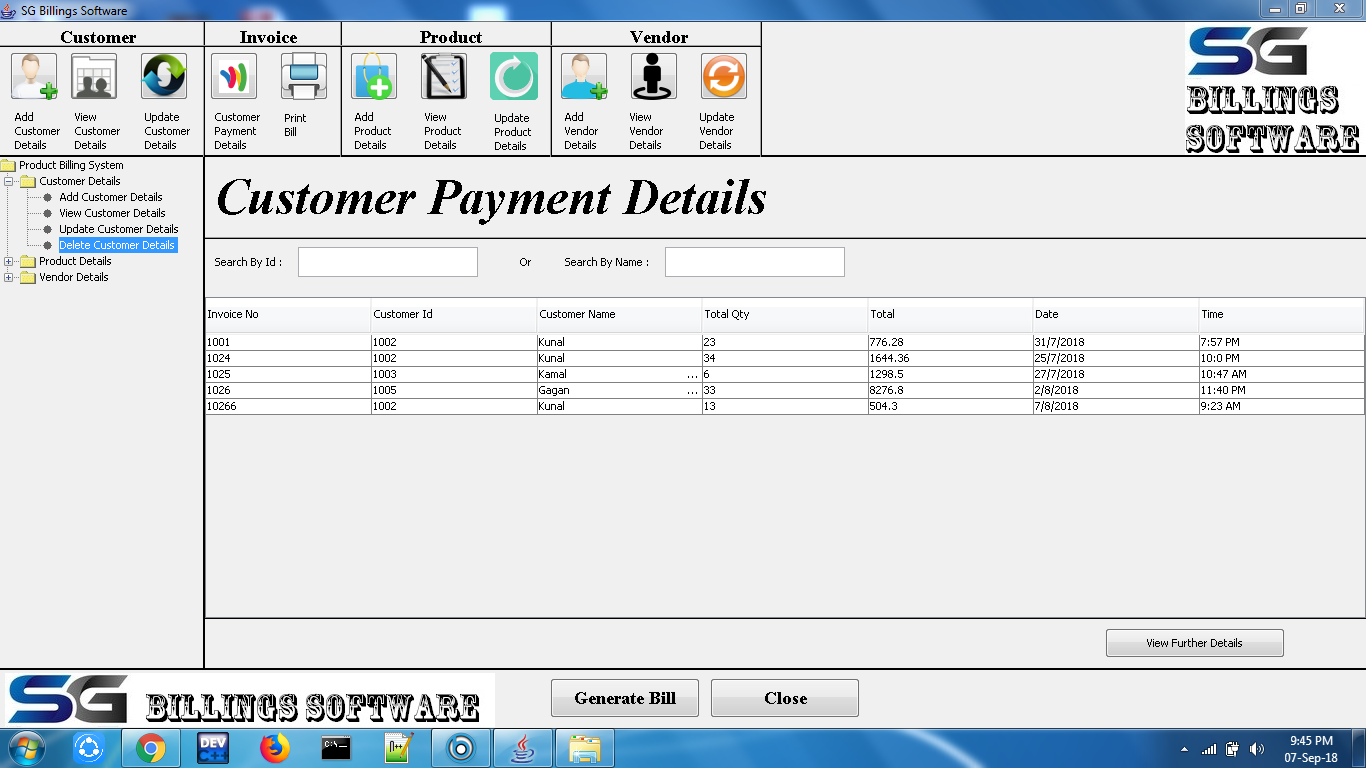 SG Billings Software
Customer Invoice Product Vendor
Add Customer Details
View Customer Details
Update Customer Details
Customer Payment Details
Print Bill
Add Product Details
View Product Details
Update Product Details
Add Vendor Details
View Vendor Details
Update Vendor Details
SG
BILLINGS
SOFTWARE
Product Billing System
Customer Details
Add Customer Details
View Customer Details
Update Customer Details
Delete Customer Details
Product Details
Vendor Details
Customer Payment Details
Search By Id : Or Search By Name :
Invoice No Customer Id Customer Name Total Qty Total Date Time
1001 1002 Kunal 23 776.28 31/7/2018 7:57 PM
1024 1002 Kunal 34 1644.36 25/7/2018 10:0 PM
1025 1003 Kamal ... 6 1298.5 27/7/2018 10:47 AM
1026 1005 Gagan ... 33 8276.8 2/8/2018 11:40 PM
10266 1002 Kunal 13 504.3 7/8/2018 9:23 AM
View Further Details
SG BILLINGS SOFTWARE
Generate Bill Close
DEV
C++
C:\.
n++
9:45 PM
07-Sep-18